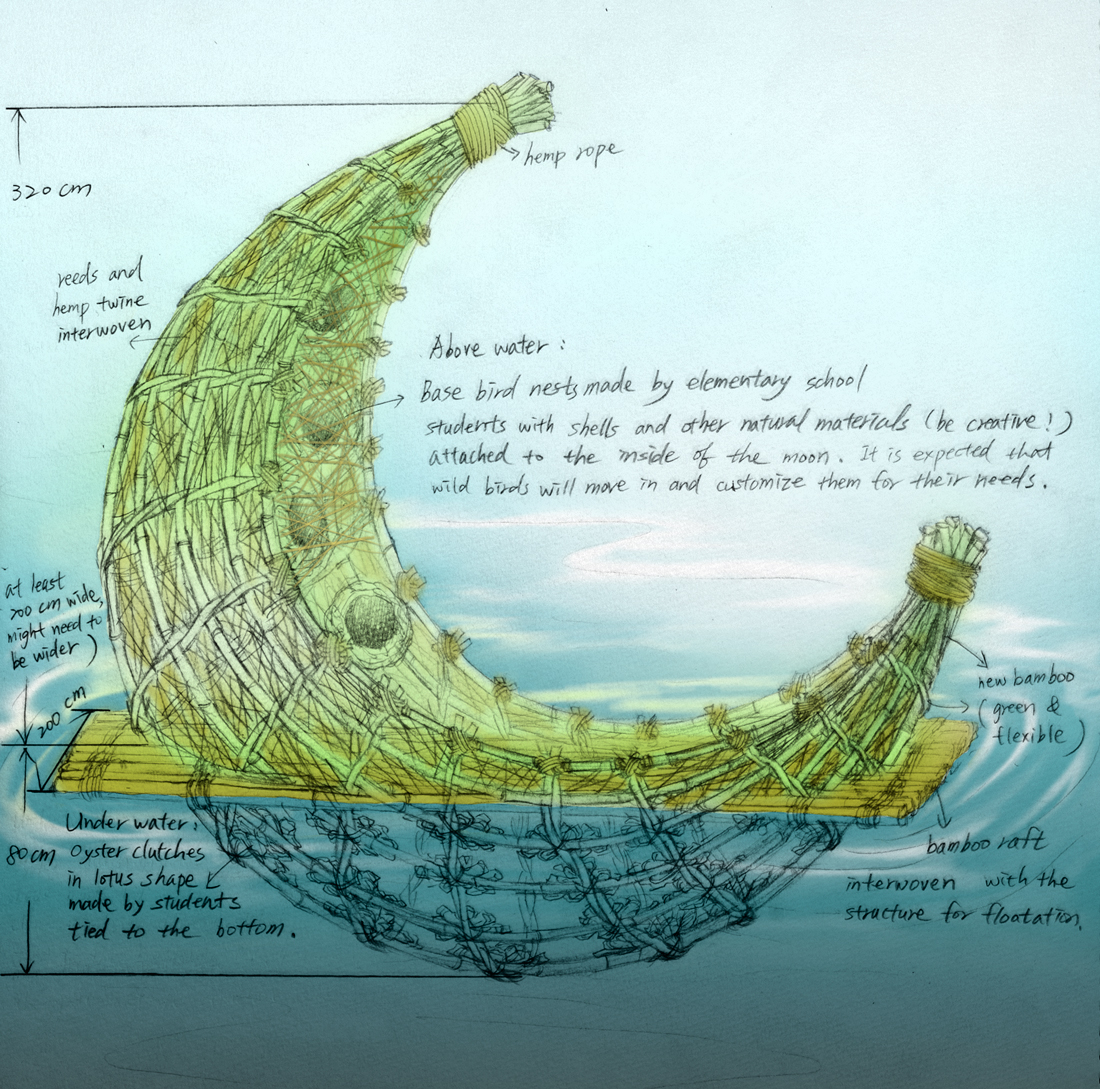 320 cm
hemp rope
reeds and
hemp twine
interwoven
Above water :
Base bird nests made by elementary school
students with shells and other natural materials (be creative!)
attached to the inside of the moon. It is expected that
wild birds will move in and customize them for their needs.
at least
200 cm wide,
might need to
be wider )
200 cm
new bamboo
( green &
flexible )
Under water:
80 cm
Oyster clutches
in lotus shape
made by students
tied to the bottom.
bamboo raft
interwoven with the
structure for floatation.